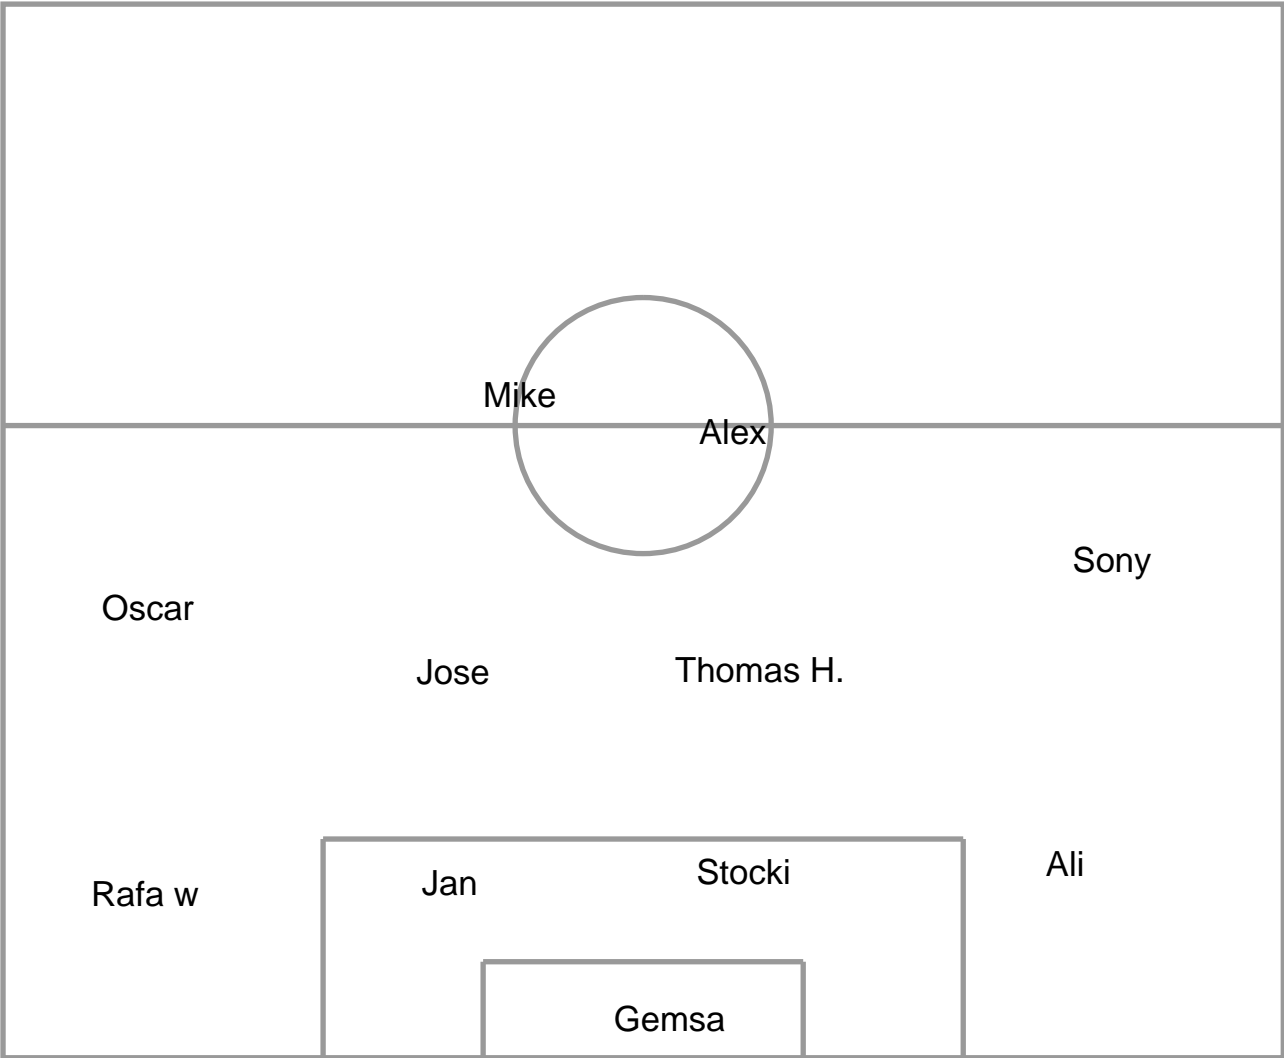 Mike
Alex
Sony
Oscar
Jose
Thomas H.
Ali
Stocki
Jan
Rafa w
Gemsa